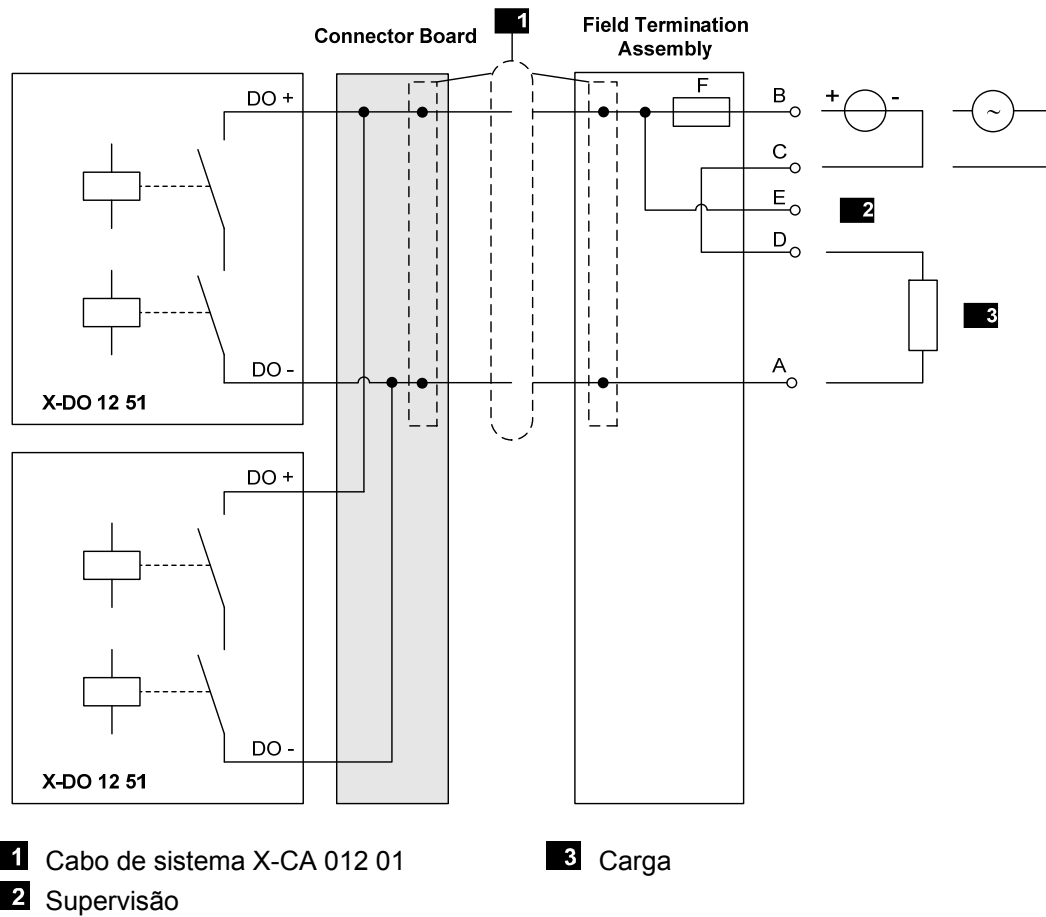 1
Connector Board
Field Termination
Assembly
DO +
F
B
+
-
~
C
E
2
D
3
DO -
A
X-DO 12 51
DO +
DO -
X-DO 12 51
1 Cabo de sistema X-CA 012 01
3 Carga
2 Supervisão